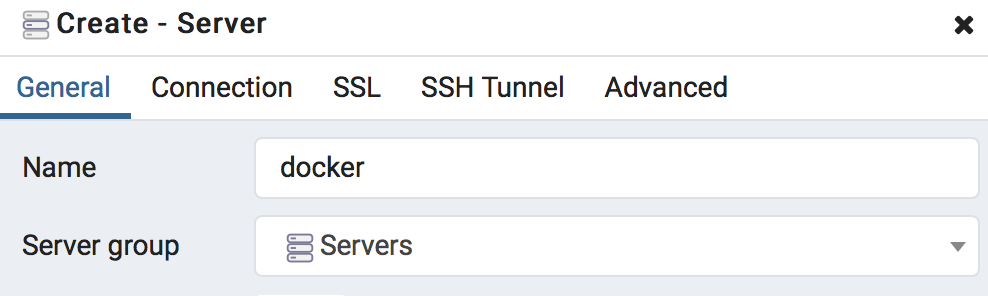 Create - Server
General Connection SSL SSH Tunnel Advanced
Name docker
Server group Servers